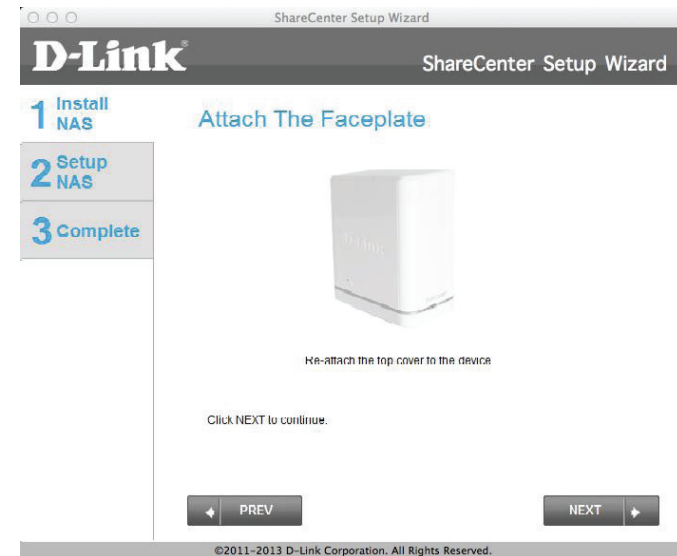 ShareCenter Setup Wizard
D-Link®
ShareCenter Setup Wizard
1 Install NAS
2 Setup NAS
3 Complete
Attach The Faceplate
D-Link
Re-attach the top cover to the device
Click NEXT to continue.
PREV
NEXT
©2011-2013 D-Link Corporation. All Rights Reserved.